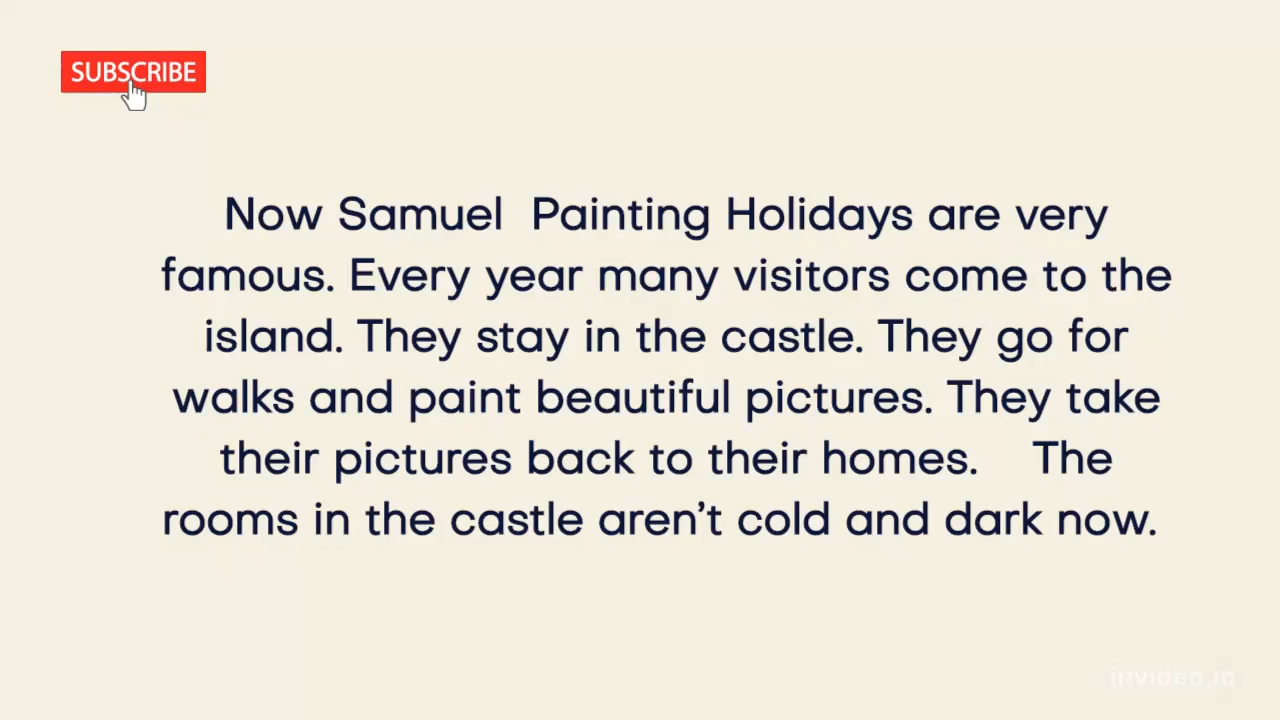 SUBSCRIBE
Now Samuel  Painting Holidays are very
famous. Every year many visitors come to the
island. They stay in the castle. They go for
walks and paint beautiful pictures. They take
their pictures back to their homes.    The
rooms in the castle aren’t cold and dark now.
invideo.io